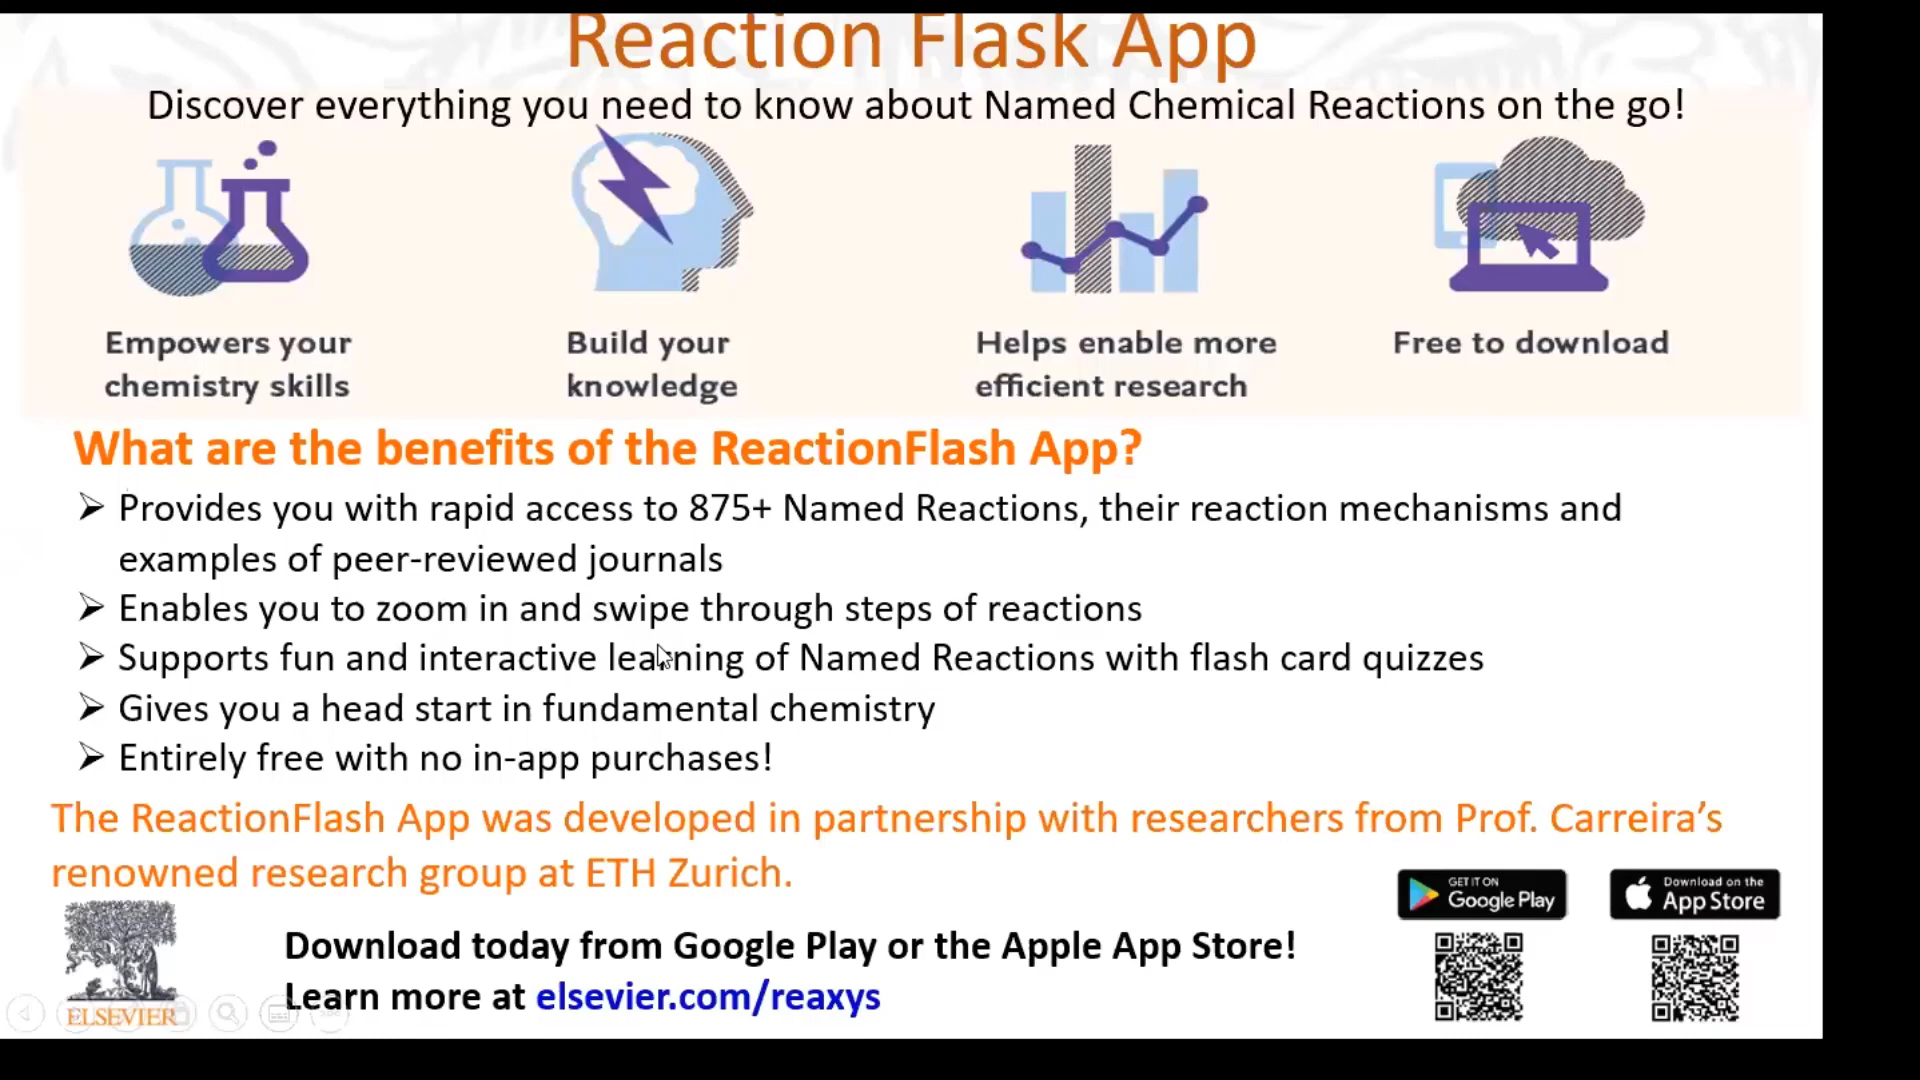 Reaction Flask App
Discover everything you need to know about Named Chemical Reactions on the go!
Empowers your
chemistry skills
Build your
knowledge
Helps enable more
efficient research
Free to download
What are the benefits of the ReactionFlash App?
➢ Provides you with rapid access to 875+ Named Reactions, their reaction mechanisms and
examples of peer-reviewed journals
➢ Enables you to zoom in and swipe through steps of reactions
➢ Supports fun and interactive learning of Named Reactions with flash card quizzes
➢ Gives you a head start in fundamental chemistry
➢ Entirely free with no in-app purchases!
The ReactionFlash App was developed in partnership with researchers from Prof. Carreira’s
renowned research group at ETH Zurich.
GET IT ON
Google Play
Download on the
App Store
Download today from Google Play or the Apple App Store!
Learn more at elsevier.com/reaxys
ELSEVIER